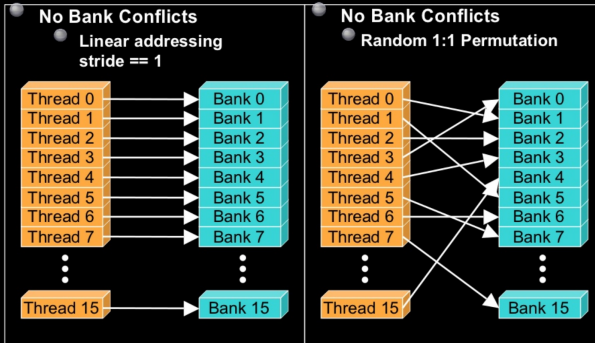 No Bank Conflicts
Linear addressing
stride == 1
Thread 0
Thread 1
Thread 2
Thread 3
Thread 4
Thread 5
Thread 6
Thread 7
Thread 15
Bank 0
Bank 1
Bank 2
Bank 3
Bank 4
Bank 5
Bank 6
Bank 7
Bank 15
No Bank Conflicts
Random 1:1 Permutation
Thread 0
Thread 1
Thread 2
Thread 3
Thread 4
Thread 5
Thread 6
Thread 7
Thread 15
Bank 0
Bank 1
Bank 2
Bank 3
Bank 4
Bank 5
Bank 6
Bank 7
Bank 15